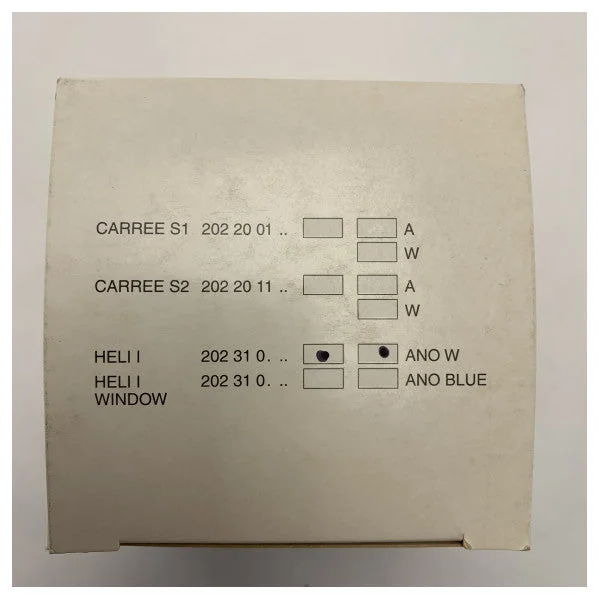 CARREE S1 202 20 01 .. A
W
CARREE S2 202 20 11 .. A
W
HELI I 202 31 0. .. ANO W
HELI I 202 31 0. .. ANO BLUE
WINDOW